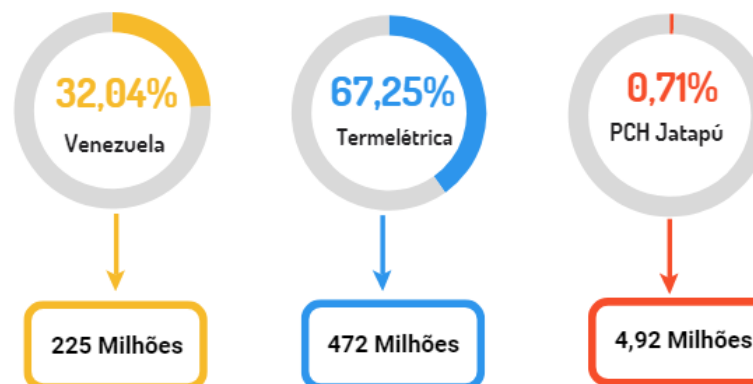 32,04%
Venezuela
225 Milhões
67,25%
Termelétrica
472 Milhões
0,71%
PCH Jatapú
4,92 Milhões